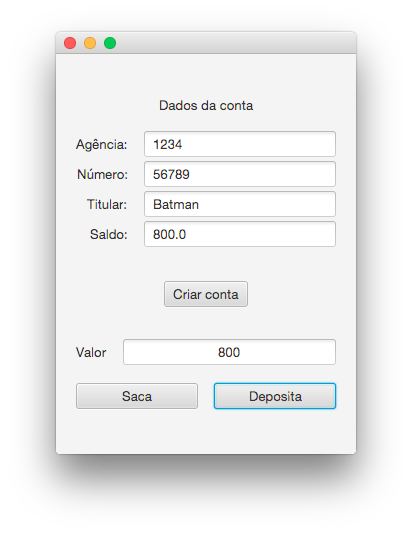 Dados da conta
Agência: 1234
Número: 56789
Titular: Batman
Saldo: 800.0
Criar conta
Valor 800
Saca Deposita